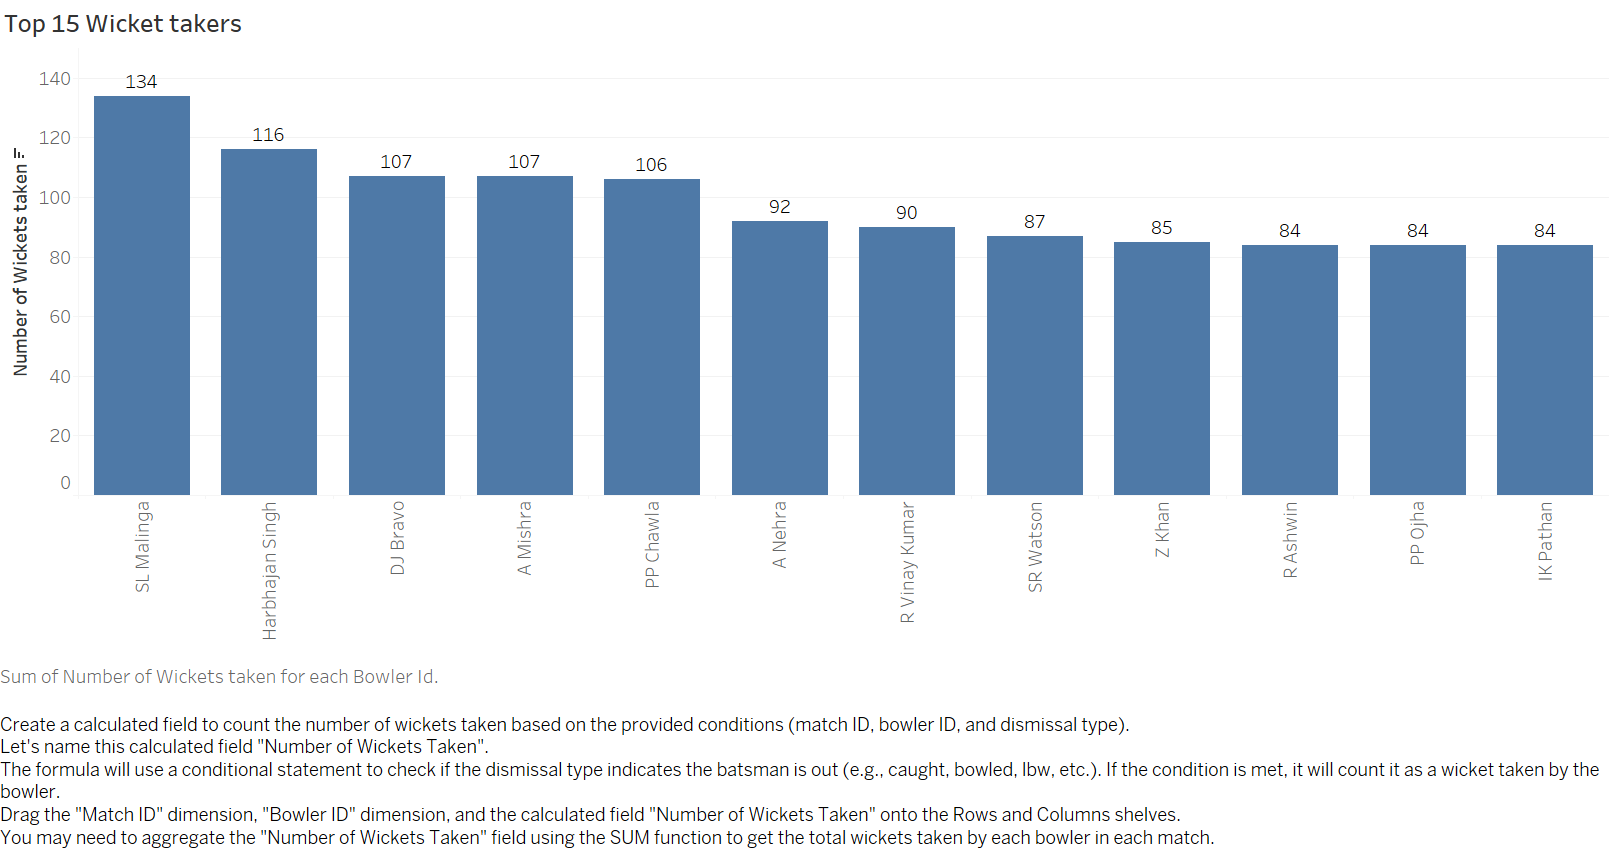 Top 15 Wicket takers
Number of Wickets taken
140
120
100
80
60
40
20
0
134
116
107
107
106
92
90
87
85
84
84
84
SL Malinga
Harbhajan Singh
DJ Bravo
A Mishra
PP Chawla
A Nehra
R Vinay Kumar
SR Watson
Z Khan
R Ashwin
PP Ojha
IK Pathan
Sum of Number of Wickets taken for each Bowler Id.
Create a calculated field to count the number of wickets taken based on the provided conditions (match ID, bowler ID, and dismissal type).
Let's name this calculated field "Number of Wickets Taken".
The formula will use a conditional statement to check if the dismissal type indicates the batsman is out (e.g., caught, bowled, lbw, etc.). If the condition is met, it will count it as a wicket taken by the
bowler.
Drag the "Match ID" dimension, "Bowler ID" dimension, and the calculated field "Number of Wickets Taken" onto the Rows and Columns shelves.
You may need to aggregate the "Number of Wickets Taken" field using the SUM function to get the total wickets taken by each bowler in each match.